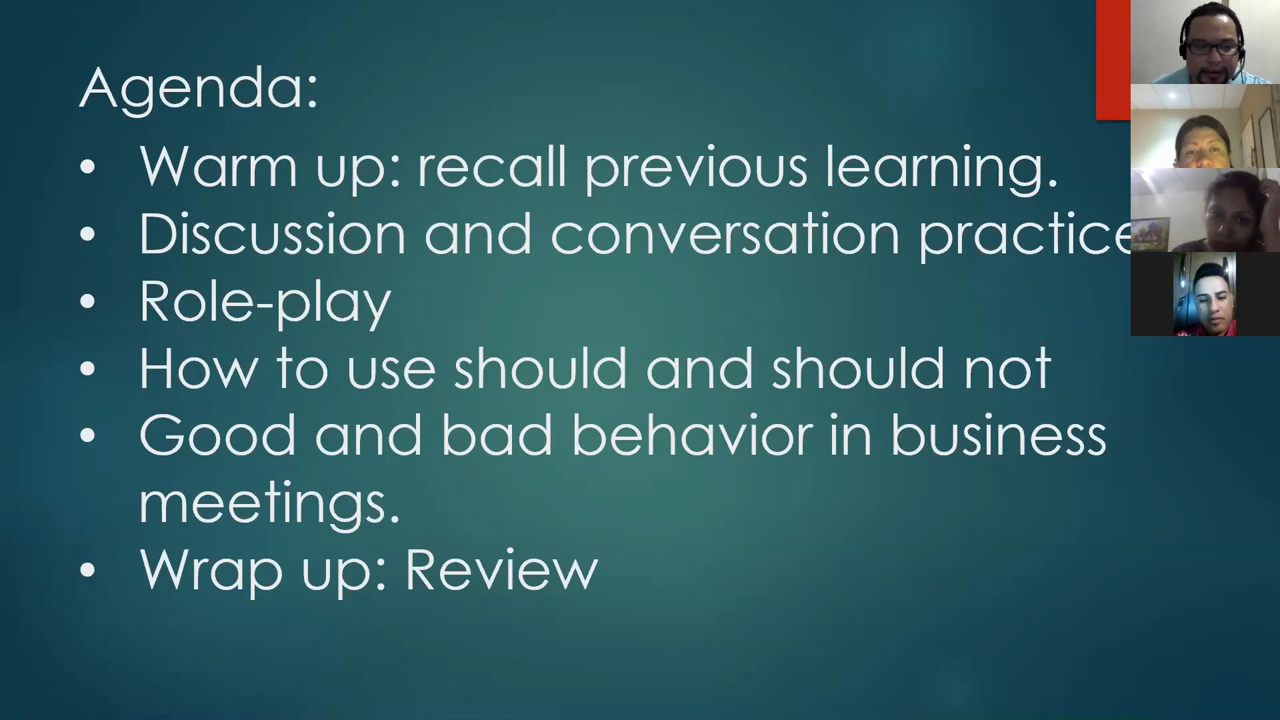 Agenda:
• Warm up: recall previous learning.
• Discussion and conversation practice
• Role-play
• How to use should and should not
• Good and bad behavior in business
meetings.
• Wrap up: Review